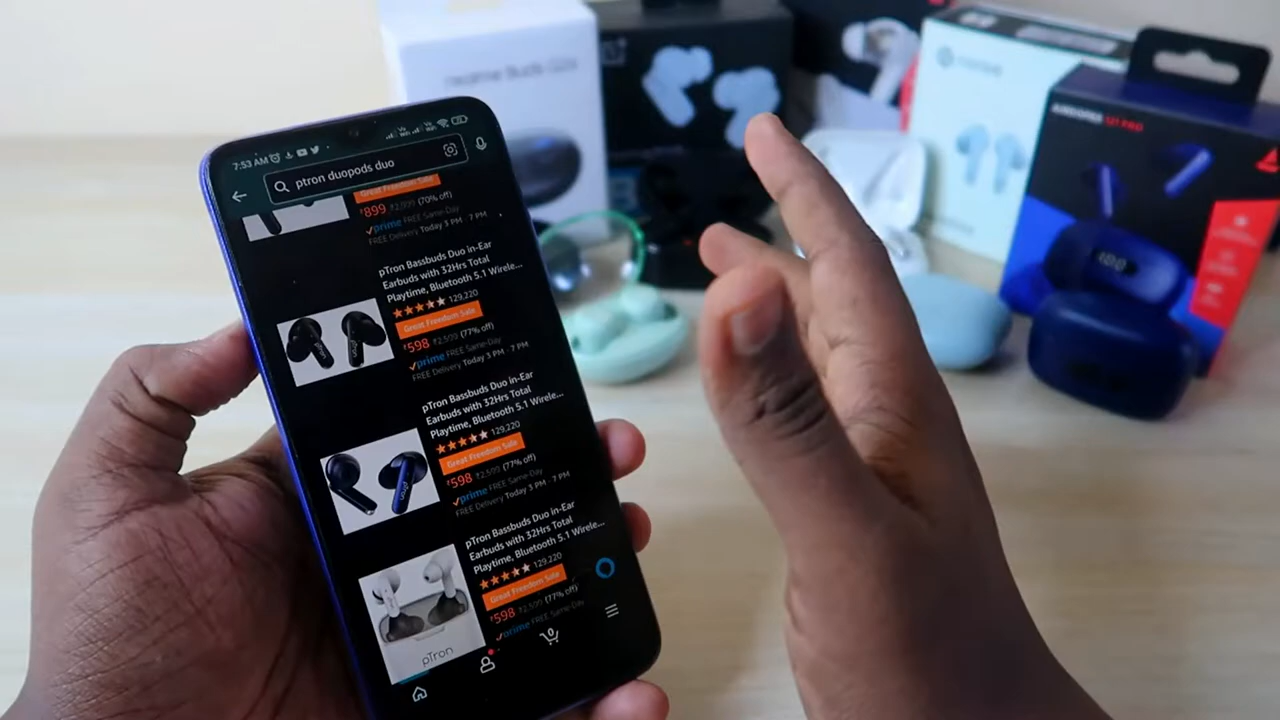 7:53 AM
ptron duopods duo
Great Freedom Sale
₹899 ₹2,599 (70% off)
prime FREE Same-Day
FREE Delivery Today 3 PM - 7 PM
pTron Bassbuds Duo in-Ear
Earbuds with 32Hrs Total
Playtime, Bluetooth 5.1 Wirele...
129,220
Great Freedom Sale
₹598 ₹2,599 (77% off)
prime FREE Same-Day
FREE Delivery Today 3 PM - 7 PM
pTron Bassbuds Duo in-Ear
Earbuds with 32Hrs Total
Playtime, Bluetooth 5.1 Wirele...
129,220
Great Freedom Sale
₹598 ₹2,599 (77% off)
prime FREE Same-Day
FREE Delivery Today 3 PM - 7 PM
pTron Bassbuds Duo in-Ear
Earbuds with 32Hrs Total
Playtime, Bluetooth 5.1 Wirele...
129,220
Great Freedom Sale
₹598 ₹2,599 (77% off)
prime FREE Same-Day
pTron
0
realme Buds
AIRDOPES 121 PRO
100